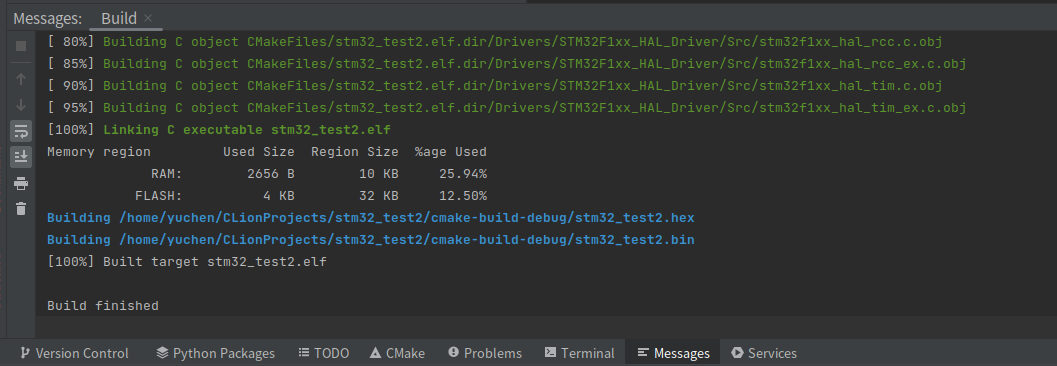 Messages: Build ×
[ 80%] Building C object CMakeFiles/stm32_test2.elf.dir/Drivers/STM32F1xx_HAL_Driver/Src/stm32f1xx_hal_rcc.c.obj
[ 85%] Building C object CMakeFiles/stm32_test2.elf.dir/Drivers/STM32F1xx_HAL_Driver/Src/stm32f1xx_hal_rcc_ex.c.obj
[ 90%] Building C object CMakeFiles/stm32_test2.elf.dir/Drivers/STM32F1xx_HAL_Driver/Src/stm32f1xx_hal_tim.c.obj
[ 95%] Building C object CMakeFiles/stm32_test2.elf.dir/Drivers/STM32F1xx_HAL_Driver/Src/stm32f1xx_hal_tim_ex.c.obj
[100%] Linking C executable stm32_test2.elf
Memory region         Used Size  Region Size  %age Used
             RAM:        2656 B        10 KB     25.94%
           FLASH:          4 KB        32 KB     12.50%
Building /home/yuchen/CLionProjects/stm32_test2/cmake-build-debug/stm32_test2.hex
Building /home/yuchen/CLionProjects/stm32_test2/cmake-build-debug/stm32_test2.bin
[100%] Built target stm32_test2.elf
Build finished
Version Control Python Packages TODO CMake Problems Terminal Messages Services